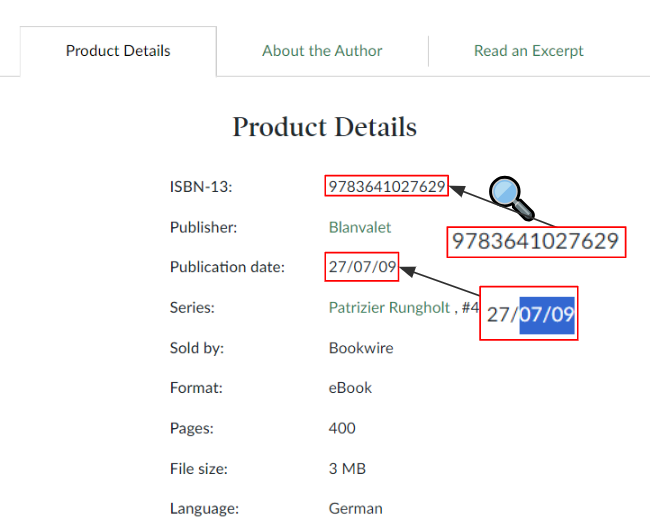 Product Details
About the Author
Read an Excerpt
Product Details
ISBN-13: 9783641027629
9783641027629
Publisher: Blanvalet
Publication date: 27/07/09
27/07/09
Series: Patrizier Rungholt , #4
Sold by: Bookwire
Format: eBook
Pages: 400
File size: 3 MB
Language: German